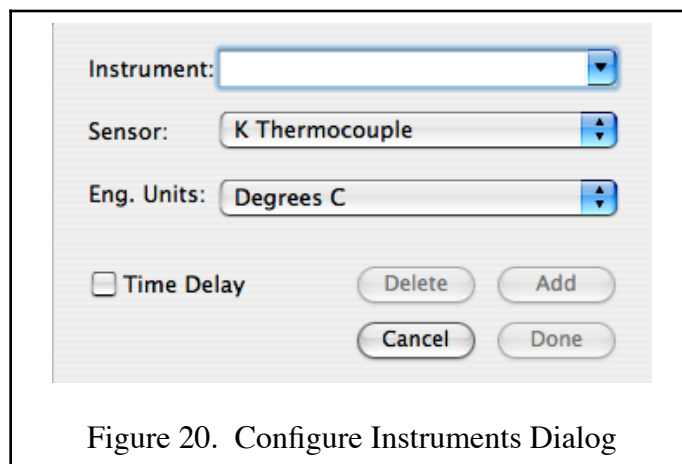 Instrument:
Sensor: K Thermocouple
Eng. Units: Degrees C
Time Delay Delete Add
Cancel Done
Figure 20. Configure Instruments Dialog